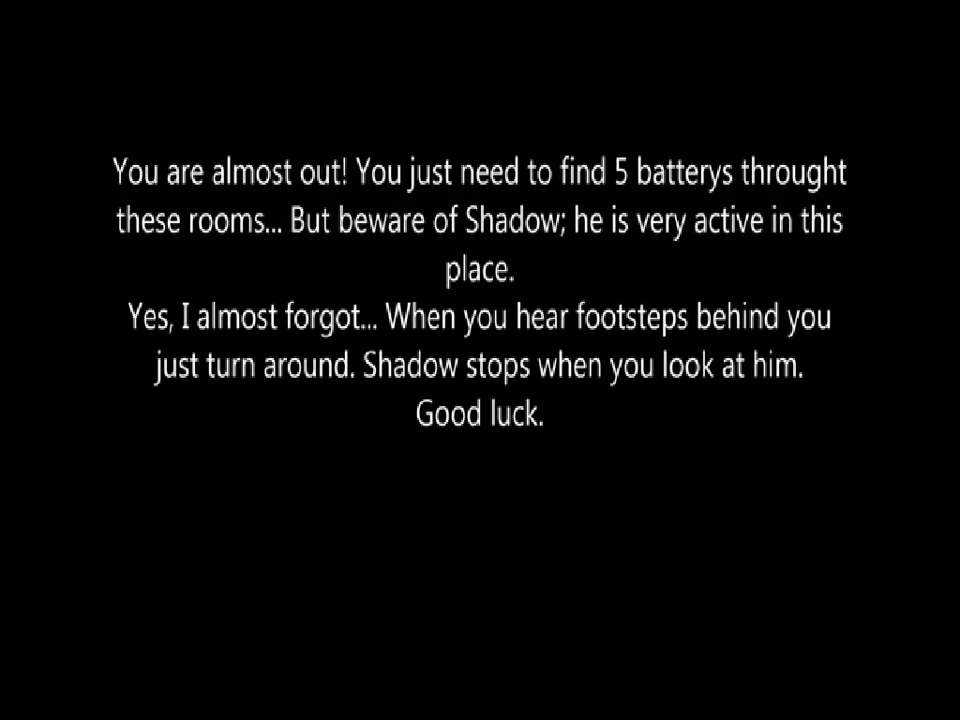 You are almost out! You just need to find 5 batterys throught
these rooms... But beware of Shadow; he is very active in this
place.
Yes, I almost forgot... When you hear footsteps behind you
just turn around. Shadow stops when you look at him.
Good luck.